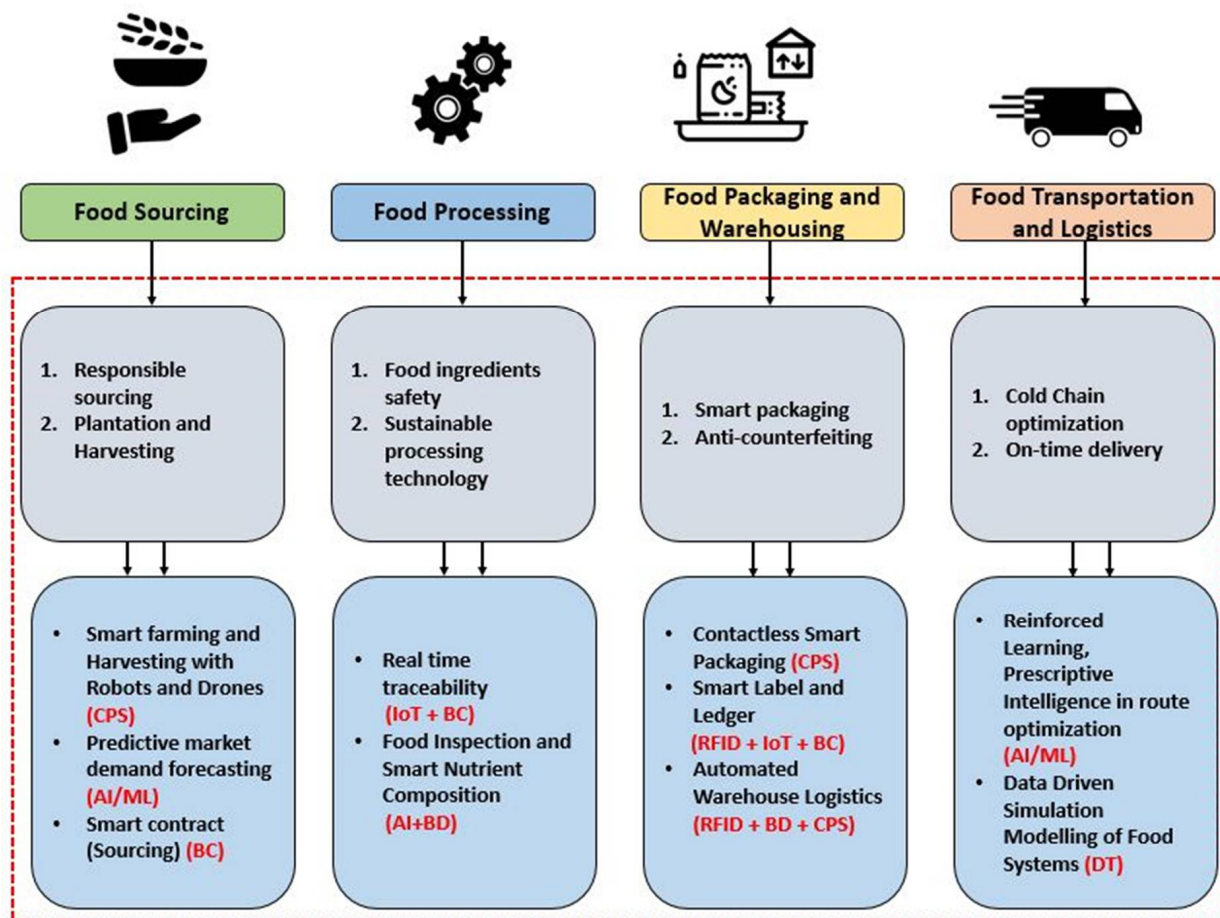 Food Sourcing
Food Processing
Food Packaging and
Warehousing
Food Transportation
and Logistics
1. Responsible
sourcing
2. Plantation and
Harvesting
1. Food ingredients
safety
2. Sustainable
processing
technology
1. Smart packaging
2. Anti-counterfeiting
1. Cold Chain
optimization
2. On-time delivery
• Smart farming and
Harvesting with
Robots and Drones
(CPS)
• Predictive market
demand forecasting
(AI/ML)
• Smart contract
(Sourcing) (BC)
• Real time
traceability
(IoT + BC)
• Food Inspection and
Smart Nutrient
Composition
(AI+BD)
• Contactless Smart
Packaging (CPS)
• Smart Label and
Ledger
(RFID + IoT + BC)
• Automated
Warehouse Logistics
(RFID + BD + CPS)
• Reinforced
Learning,
Prescriptive
Intelligence in route
optimization
(AI/ML)
• Data Driven
Simulation
Modelling of Food
Systems (DT)